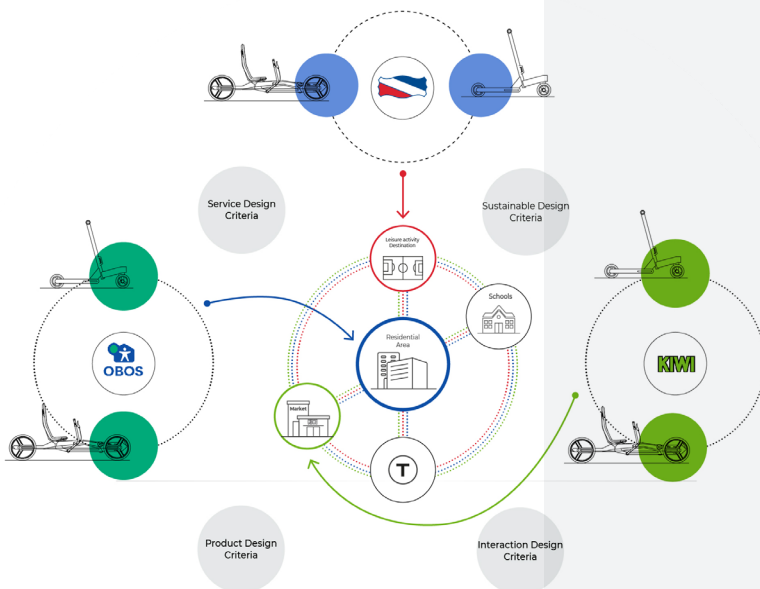 Service Design
Criteria
Sustainable Design
Criteria
Leisure activity
Destination
Schools
Residential
Area
OBOS
KIWI
Market
T
Product Design
Criteria
Interaction Design
Criteria